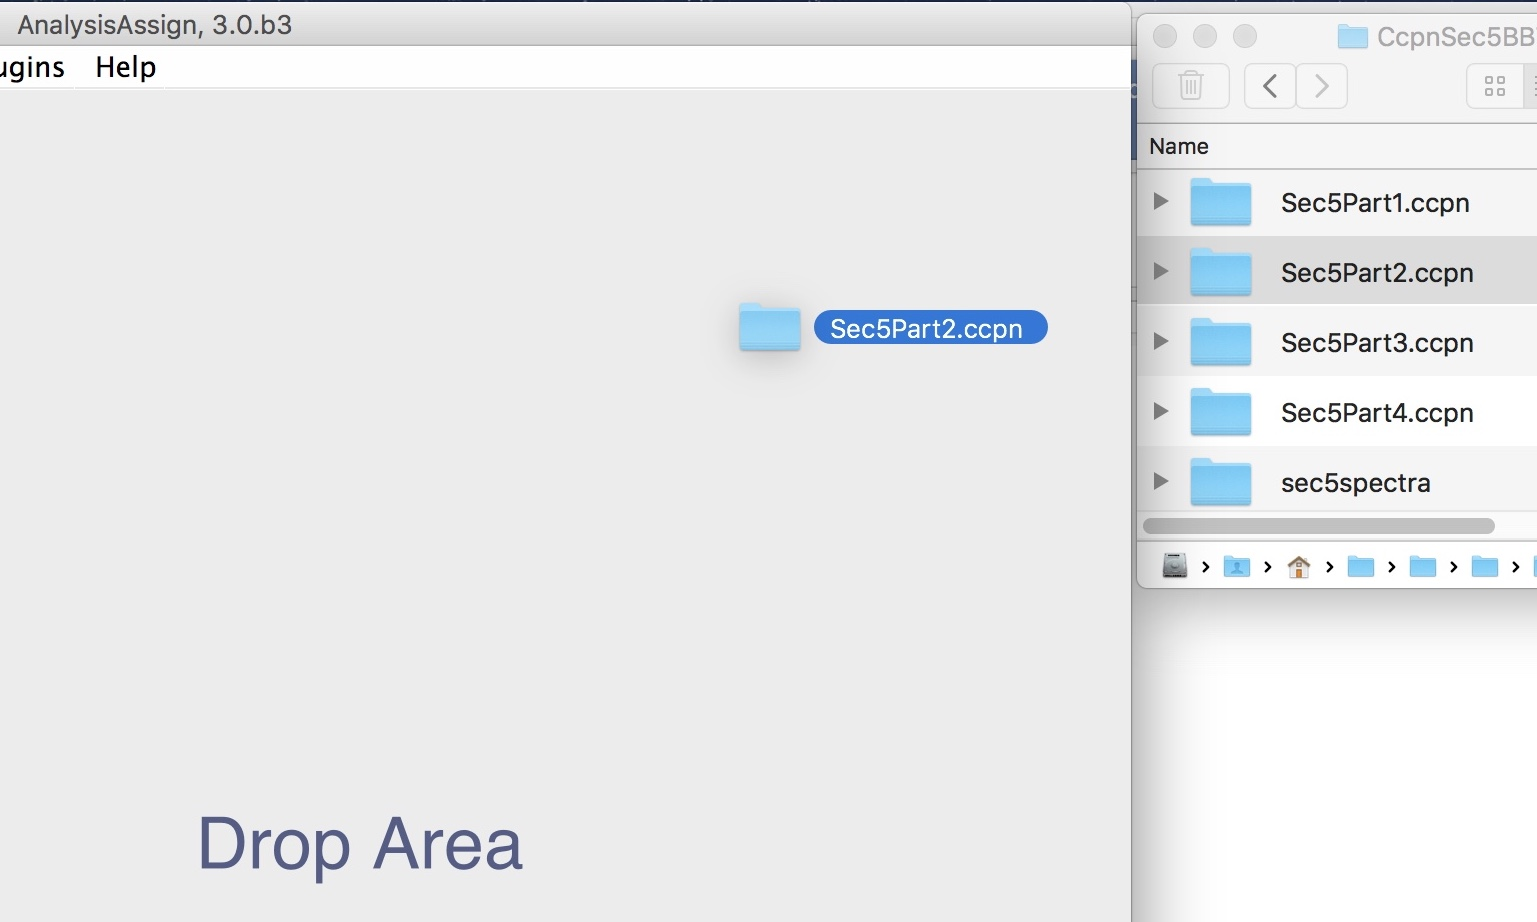 AnalysisAssign, 3.0.b3
ugins Help
Sec5Part2.ccpn
Drop Area
CcpnSec5BB
Name
Sec5Part1.ccpn
Sec5Part2.ccpn
Sec5Part3.ccpn
Sec5Part4.ccpn
sec5spectra